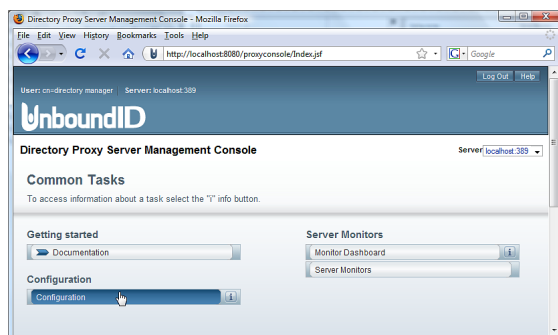 Directory Proxy Server Management Console - Mozilla Firefox
File Edit View History Bookmarks Tools Help
http://localhost:8080/proxyconsole/Index.jsf
G Google
Log Out Help
User: cn=directory manager Server: localhost:389
UnboundID
Directory Proxy Server Management Console
Server localhost:389
Common Tasks
To access information about a task select the "i" info button.
Getting started
Server Monitors
Documentation
Monitor Dashboard i
Server Monitors
Configuration
Configuration i